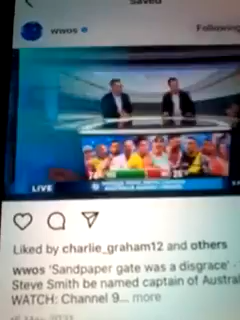 Saved
wwos
Following
LIVE
Liked by charlie_graham12 and others
wwos 'Sandpaper gate was a disgrace' -
Steve Smith be named captain of Austral
WATCH: Channel 9... more